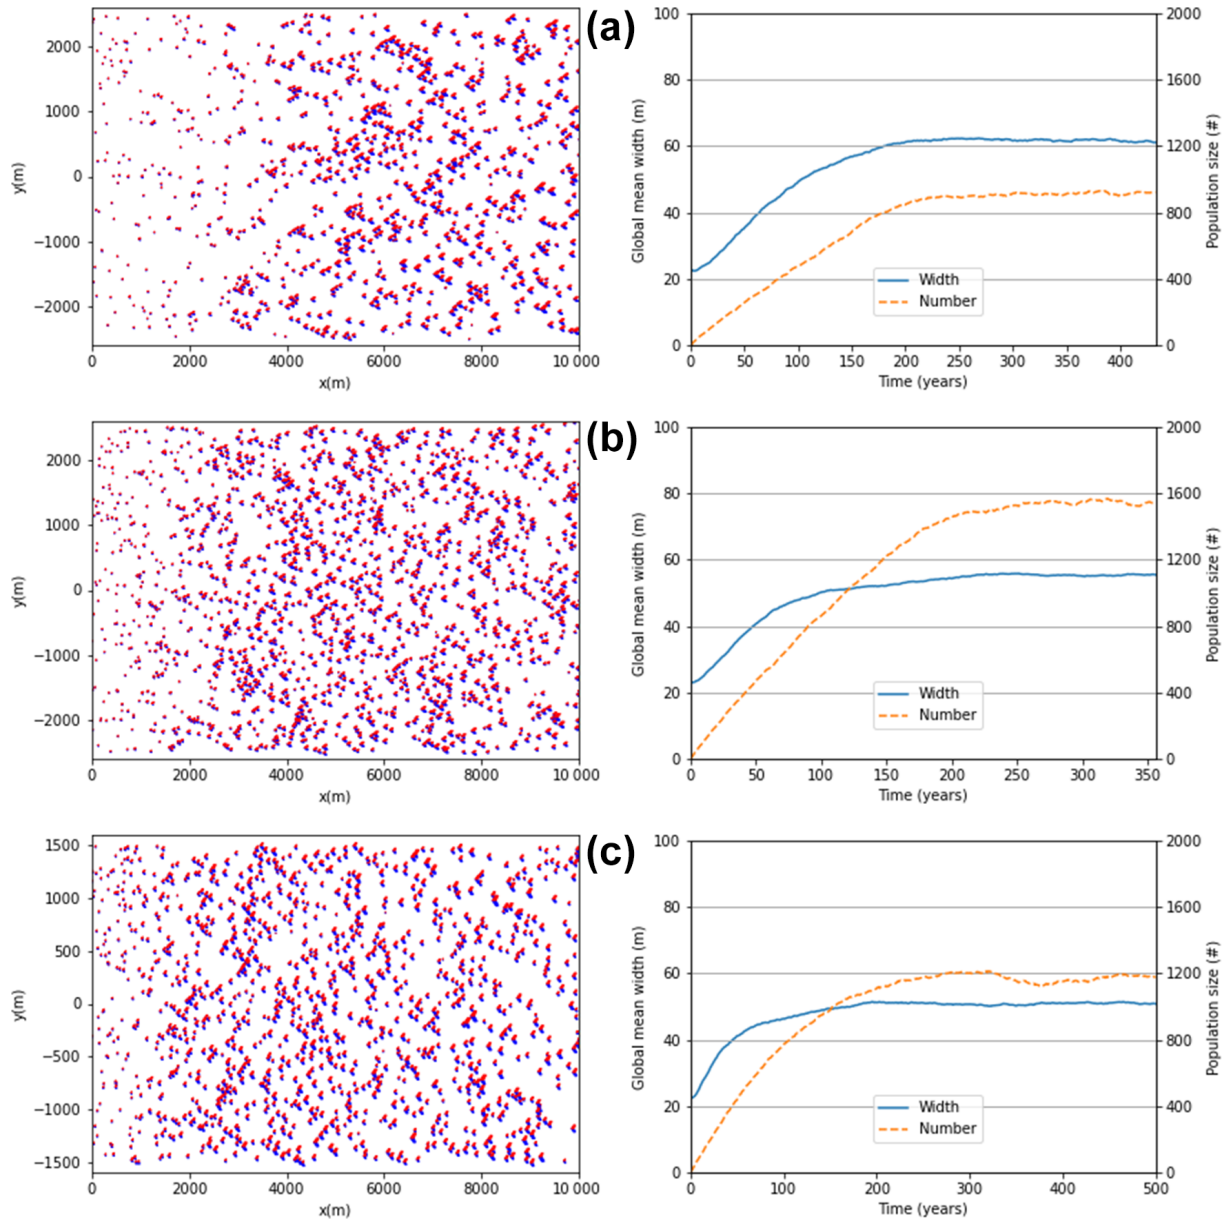 (a)
2000
1000
0
−1000
−2000
y(m)
0 2000 4000 6000 8000 10 000
x(m)
100
80
60
40
20
0
Global mean width (m)
2000
1600
1200
800
400
0
Population size (#)
Width
Number
0 50 100 150 200 250 300 350 400
Time (years)
(b)
2000
1000
0
−1000
−2000
y(m)
0 2000 4000 6000 8000 10 000
x(m)
100
80
60
40
20
0
Global mean width (m)
2000
1600
1200
800
400
0
Population size (#)
Width
Number
0 50 100 150 200 250 300 350
Time (years)
(c)
1500
1000
500
0
−500
−1000
−1500
y(m)
0 2000 4000 6000 8000 10 000
x(m)
100
80
60
40
20
0
Global mean width (m)
2000
1600
1200
800
400
0
Population size (#)
Width
Number
0 100 200 300 400 500
Time (years)